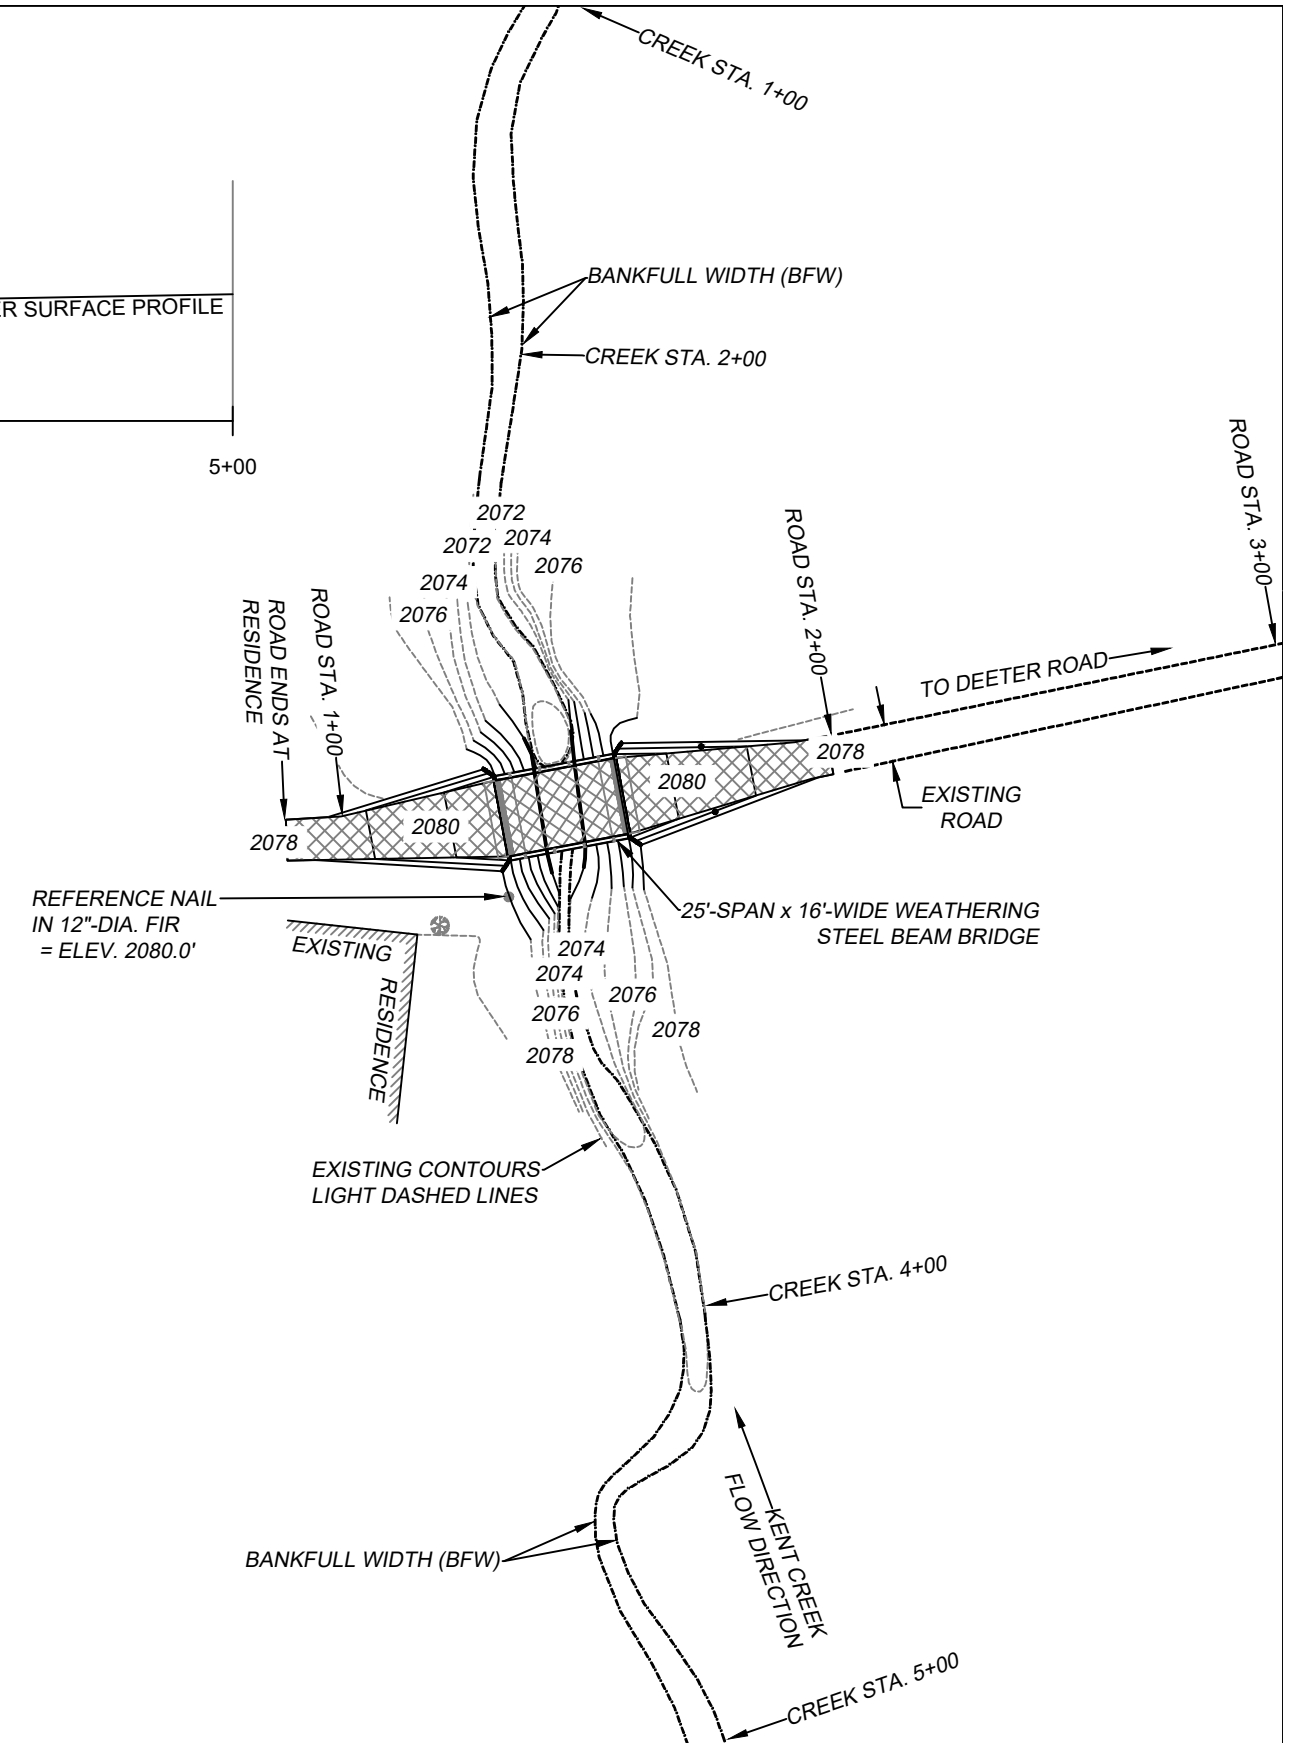 CREEK STA. 1+00
BANKFULL WIDTH (BFW)
ER SURFACE PROFILE
CREEK STA. 2+00
5+00
ROAD STA. 3+00
2072
2072
2074
2076
2074
2076
ROAD STA. 2+00
ROAD STA. 1+00
ROAD ENDS AT
RESIDENCE
TO DEETER ROAD
2078
2080
EXISTING
ROAD
2080
2078
REFERENCE NAIL
IN 12"-DIA. FIR
= ELEV. 2080.0'
25'-SPAN x 16'-WIDE WEATHERING
STEEL BEAM BRIDGE
EXISTING
RESIDENCE
2074
2074
2076
2076
2078
2078
EXISTING CONTOURS
LIGHT DASHED LINES
CREEK STA. 4+00
KENT CREEK
FLOW DIRECTION
BANKFULL WIDTH (BFW)
CREEK STA. 5+00